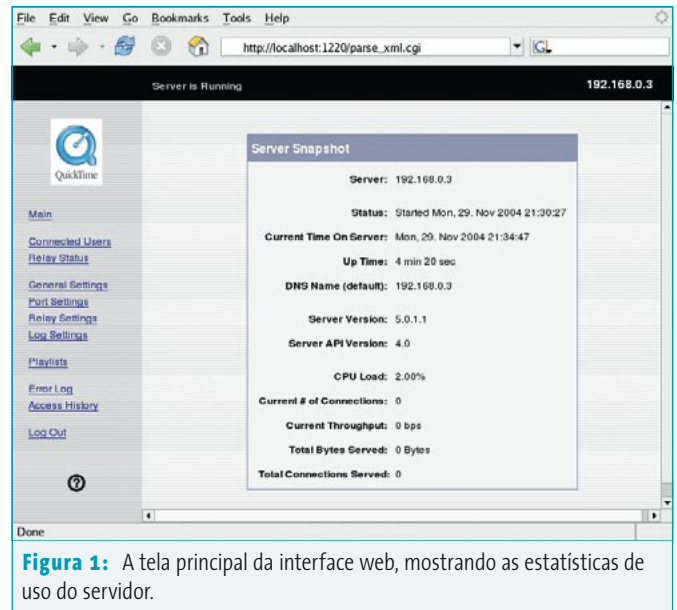 File Edit View Go Bookmarks Tools Help
http://localhost:1220/parse_xml.cgi
G
Server is Running 192.168.0.3
QuickTime
Main
Connected Users
Relay Status
General Settings
Port Settings
Relay Settings
Log Settings
Playlists
Error Log
Access History
Log Out
?
Server Snapshot
Server: 192.168.0.3
Status: Started Mon, 29. Nov 2004 21:30:27
Current Time On Server: Mon, 29. Nov 2004 21:34:47
Up Time: 4 min 20 sec
DNS Name (default): 192.168.0.3
Server Version: 5.0.1.1
Server API Version: 4.0
CPU Load: 2.00%
Current # of Connections: 0
Current Throughput: 0 bps
Total Bytes Served: 0 Bytes
Total Connections Served: 0
Done
Figura 1: A tela principal da interface web, mostrando as estatísticas de
uso do servidor.